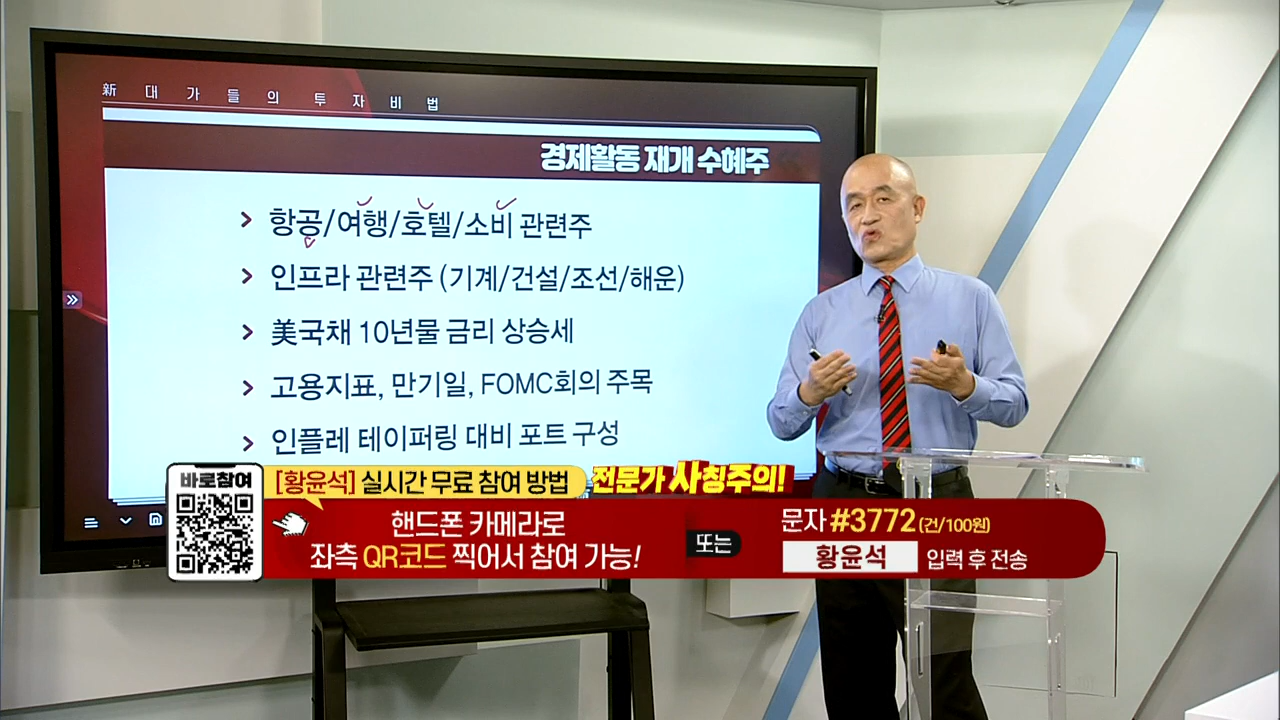 新대가들의투자비법
경제활동 재개 수혜주
항공/여행/호텔/소비 관련주
인프라 관련주 (기계/건설/조선/해운)
美국채 10년물 금리 상승세
고용지표, 만기일, FOMC회의 주목
인플레 테이퍼링 대비 포트 구성
바로참여
[황윤석] 실시간 무료 참여 방법
전문가 사칭주의!
핸드폰 카메라로
좌측 QR코드 찍어서 참여 가능!
또는
문자 #3772 (건/100원)
황윤석 입력 후 전송